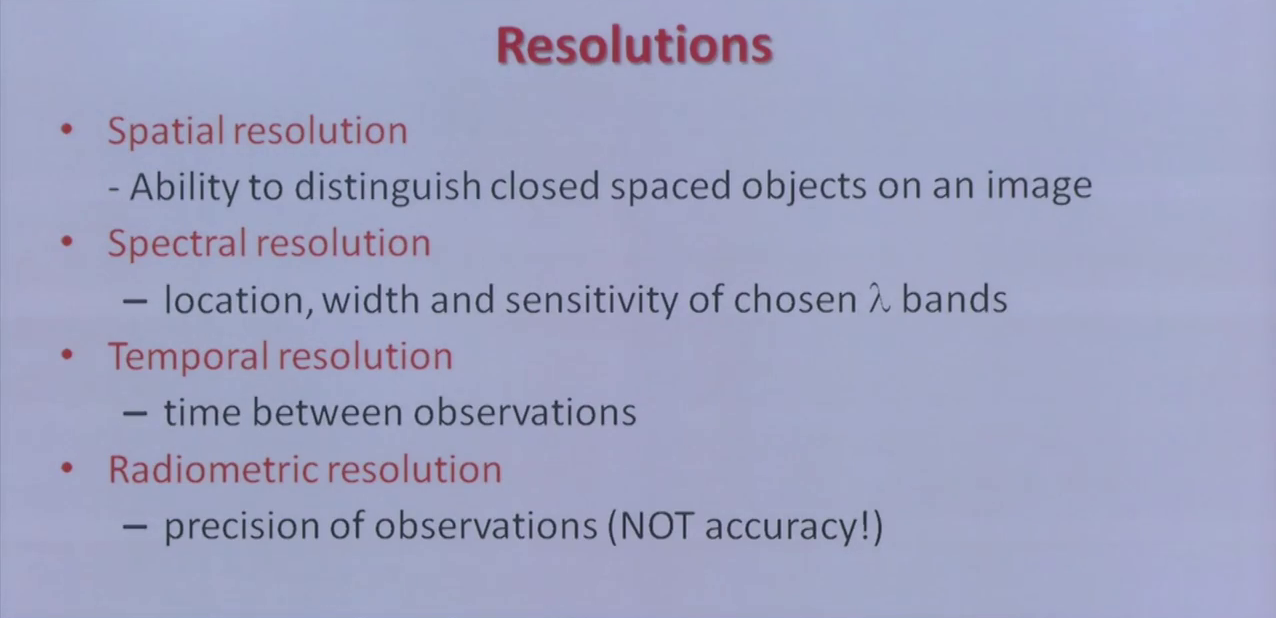 Resolutions
• Spatial resolution
- Ability to distinguish closed spaced objects on an image
• Spectral resolution
– location, width and sensitivity of chosen λ bands
• Temporal resolution
– time between observations
• Radiometric resolution
– precision of observations (NOT accuracy!)